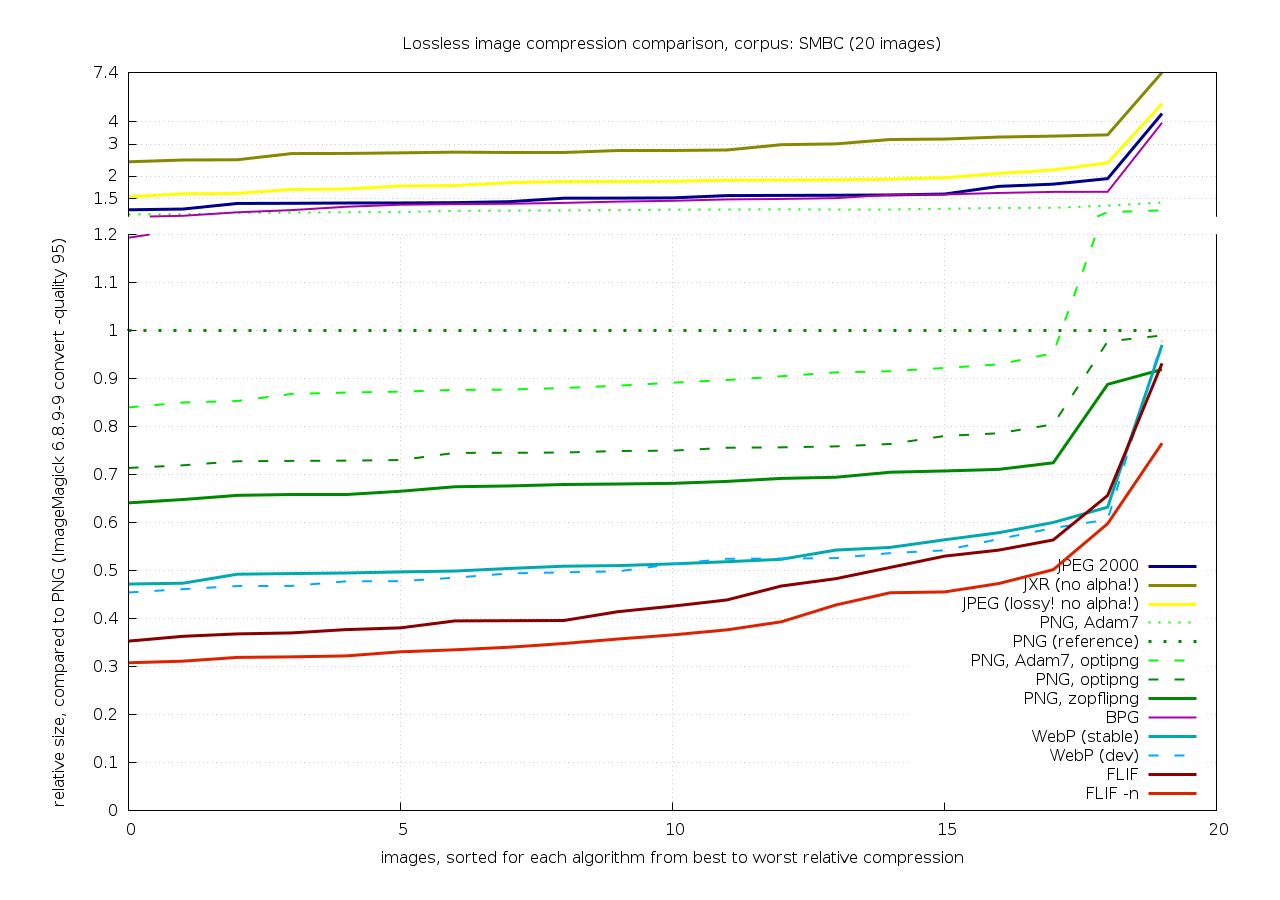 Lossless image compression comparison, corpus: SMBC (20 images)
7.4
4
3
2
1.5
1.2
1.1
1
0.9
0.8
0.7
0.6
0.5
0.4
0.3
0.2
0.1
0
relative size, compared to PNG (ImageMagick 6.8.9-9 convert -quality 95)
JPEG 2000
JXR (no alpha!)
JPEG (lossy! no alpha!)
PNG, Adam7
PNG (reference)
PNG, Adam7, optipng
PNG, optipng
PNG, zopflipng
BPG
WebP (stable)
WebP (dev)
FLIF
FLIF -n
0 5 10 15 20
images, sorted for each algorithm from best to worst relative compression